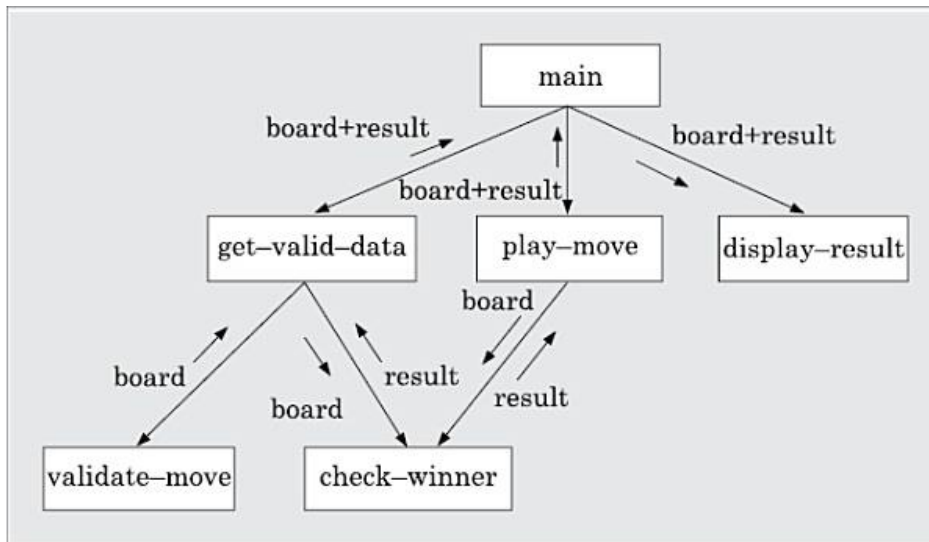 main
board+result
board+result
board+result
get–valid–data
play–move
display–result
board
board
result
board
result
validate–move
check–winner